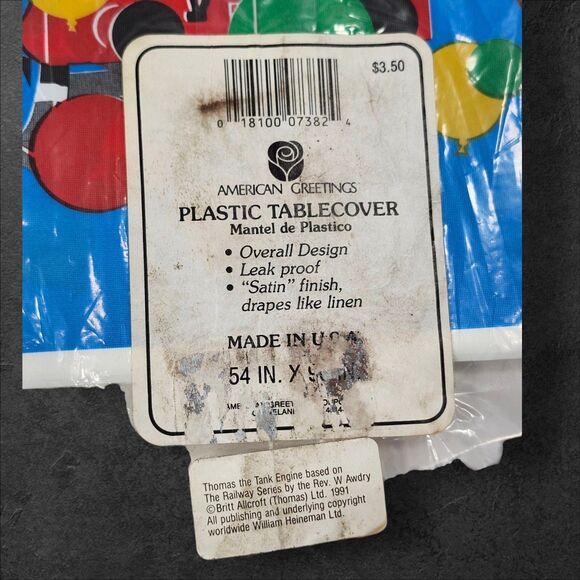 $3.50
0 18100 07382 4
AMERICAN GREETINGS
PLASTIC TABLECOVER
Mantel de Plastico
• Overall Design
• Leak proof
• "Satin" finish,
drapes like linen
MADE IN U.S.A.
54 IN. X
Thomas the Tank Engine based on
The Railway Series by the Rev. W Awdry
©Britt Allcroft (Thomas) Ltd. 1991
All publishing and underlying copyright
worldwide William Heineman Ltd.